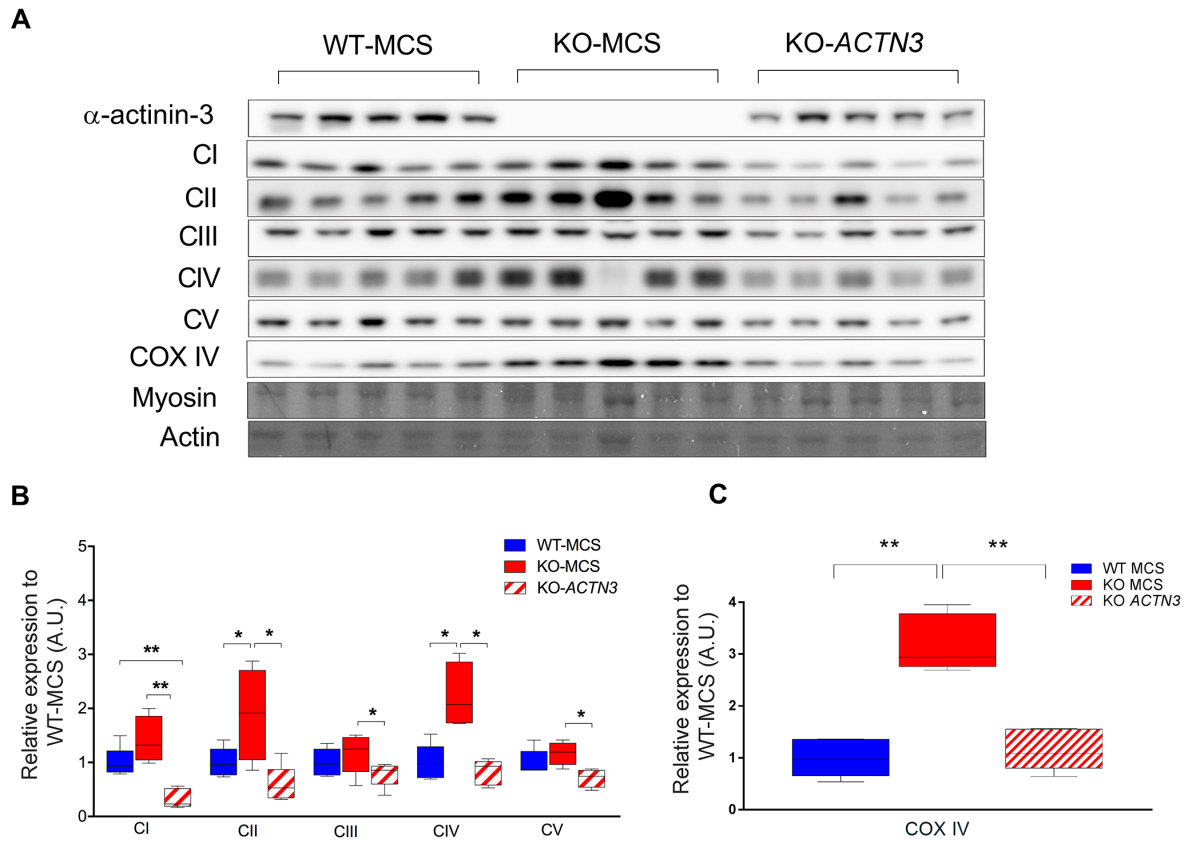 A
WT-MCS
KO-MCS
KO-ACTN3
α-actinin-3
CI
CII
CIII
CIV
CV
COX IV
Myosin
Actin
B
Relative expression to
WT-MCS (A.U.)
5
4
3
2
1
0
WT-MCS
KO-MCS
KO-ACTN3
**
**
*
*
*
*
*
*
CI
CII
CIII
CIV
CV
C
Relative expression to
WT-MCS (A.U.)
4
3
2
1
0
**
**
WT MCS
KO MCS
KO ACTN3
COX IV